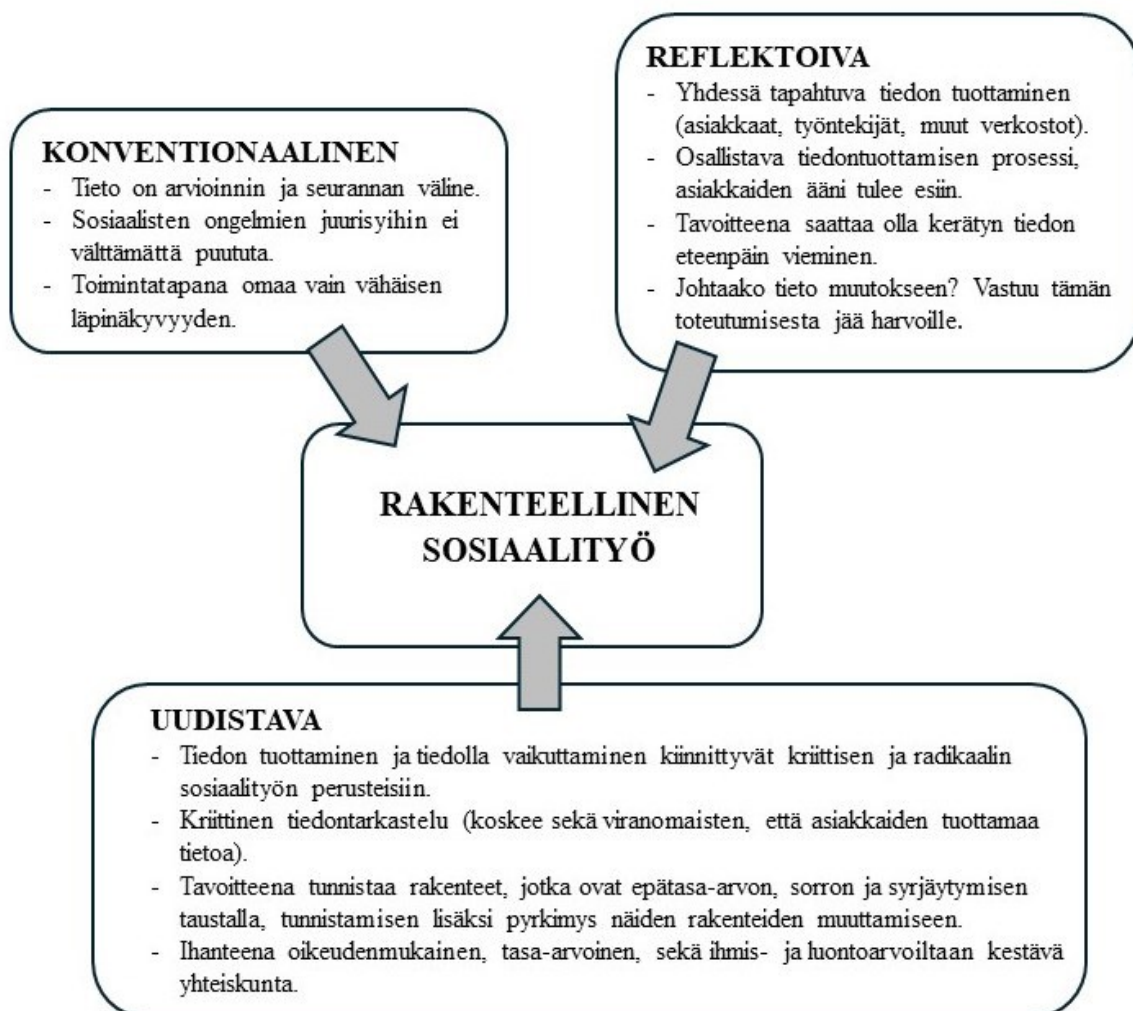 KONVENTIONAALINEN
- Tieto on arvioinnin ja seurannan väline.
- Sosiaalisten ongelmien juurisyihin ei
välttämättä puututa.
- Toimintatapana omaa vain vähäisen
läpinäkyvyyden.
REFLEKTOIVA
- Yhdessä tapahtuva tiedon tuottaminen
(asiakkaat, työntekijät, muut verkostot).
- Osallistava tiedontuottamisen prosessi,
asiakkaiden ääni tulee esiin.
- Tavoitteena saattaa olla kerätyn tiedon
eteenpäin vieminen.
- Johtaako tieto muutokseen? Vastuu tämän
toteutumisesta jää harvoille.
RAKENTEELLINEN
SOSIAALITYÖ
UUDISTAVA
- Tiedon tuottaminen ja tiedolla vaikuttaminen kiinnittyvät kriittisen ja radikaalin
sosiaalityön perusteisiin.
- Kriittinen tiedontarkastelu (koskee sekä viranomaisten, että asiakkaiden tuottamaa
tietoa).
- Tavoitteena tunnistaa rakenteet, jotka ovat epätasa-arvon, sorron ja syrjäytymisen
taustalla, tunnistamisen lisäksi pyrkimys näiden rakenteiden muuttamiseen.
- Ihanteena oikeudenmukainen, tasa-arvoinen, sekä ihmis- ja luontoarvoiltaan kestävä
yhteiskunta.